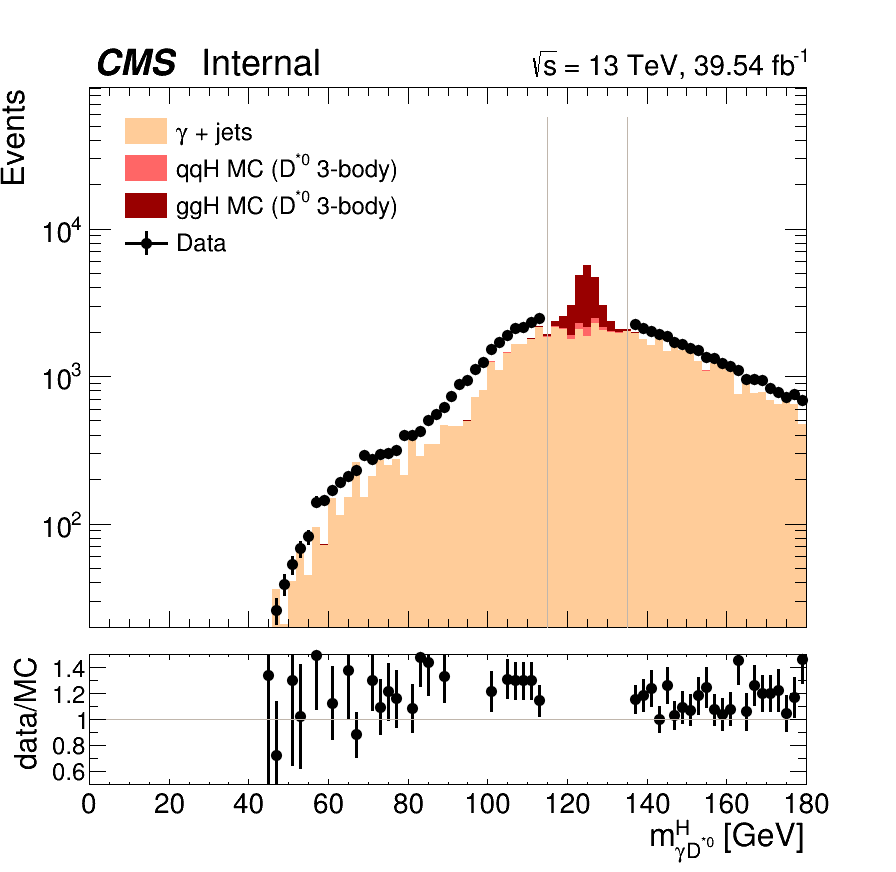 CMS Internal √s = 13 TeV, 39.54 fb⁻¹
Events
γ + jets
qqH MC (D*⁰ 3-body)
ggH MC (D*⁰ 3-body)
Data
10⁴
10³
10²
data/MC
1.4
1.2
1
0.8
0.6
0 20 40 60 80 100 120 140 160 180
m^H_γD*⁰ [GeV]